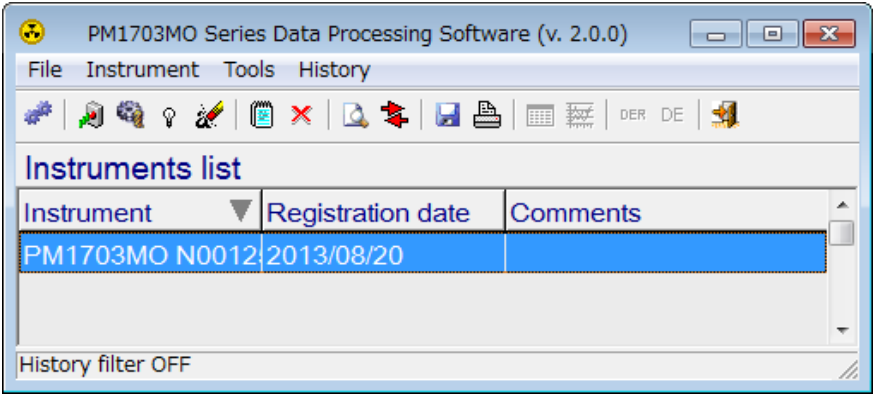 PM1703MO Series Data Processing Software (v. 2.0.0)
File Instrument Tools History
DER DE
Instruments list
Instrument Registration date Comments
PM1703MO N0012 2013/08/20
History filter OFF